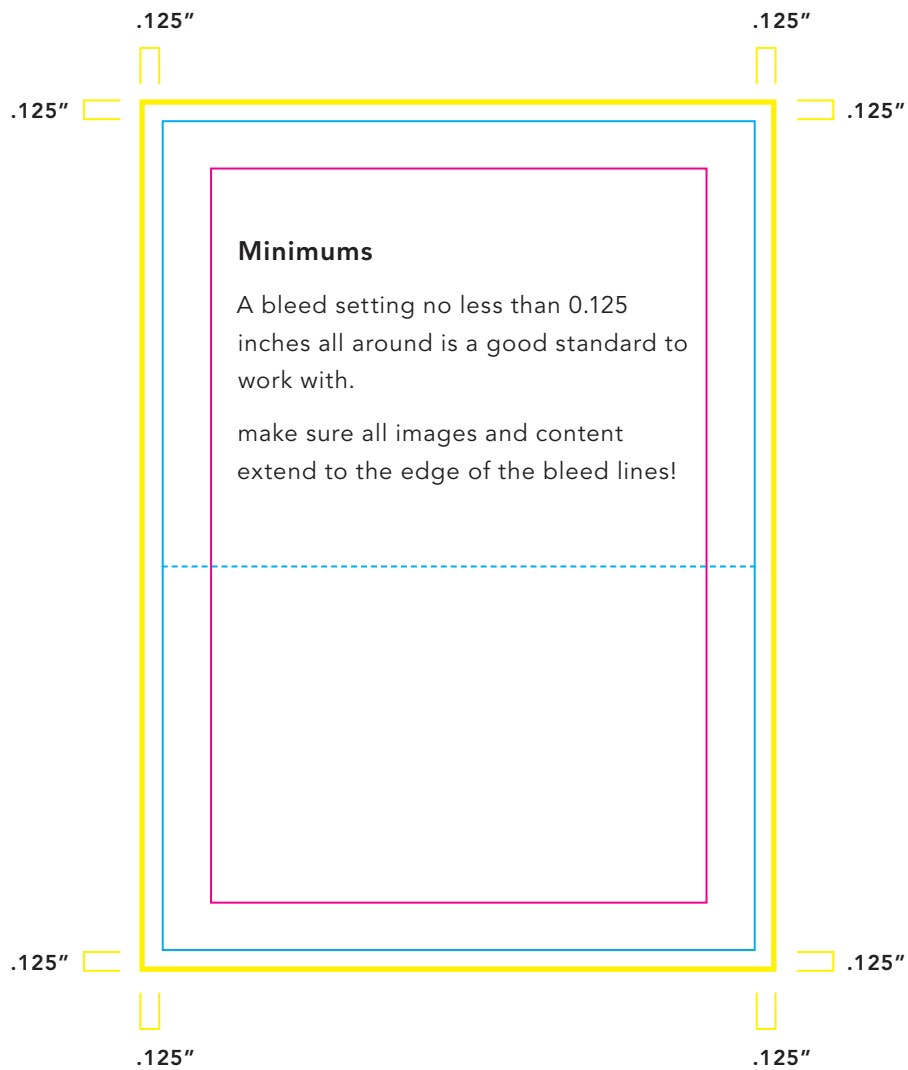 .125" .125"
.125" .125"
Minimums
A bleed setting no less than 0.125
inches all around is a good standard to
work with.
make sure all images and content
extend to the edge of the bleed lines!
.125" .125"
.125" .125"